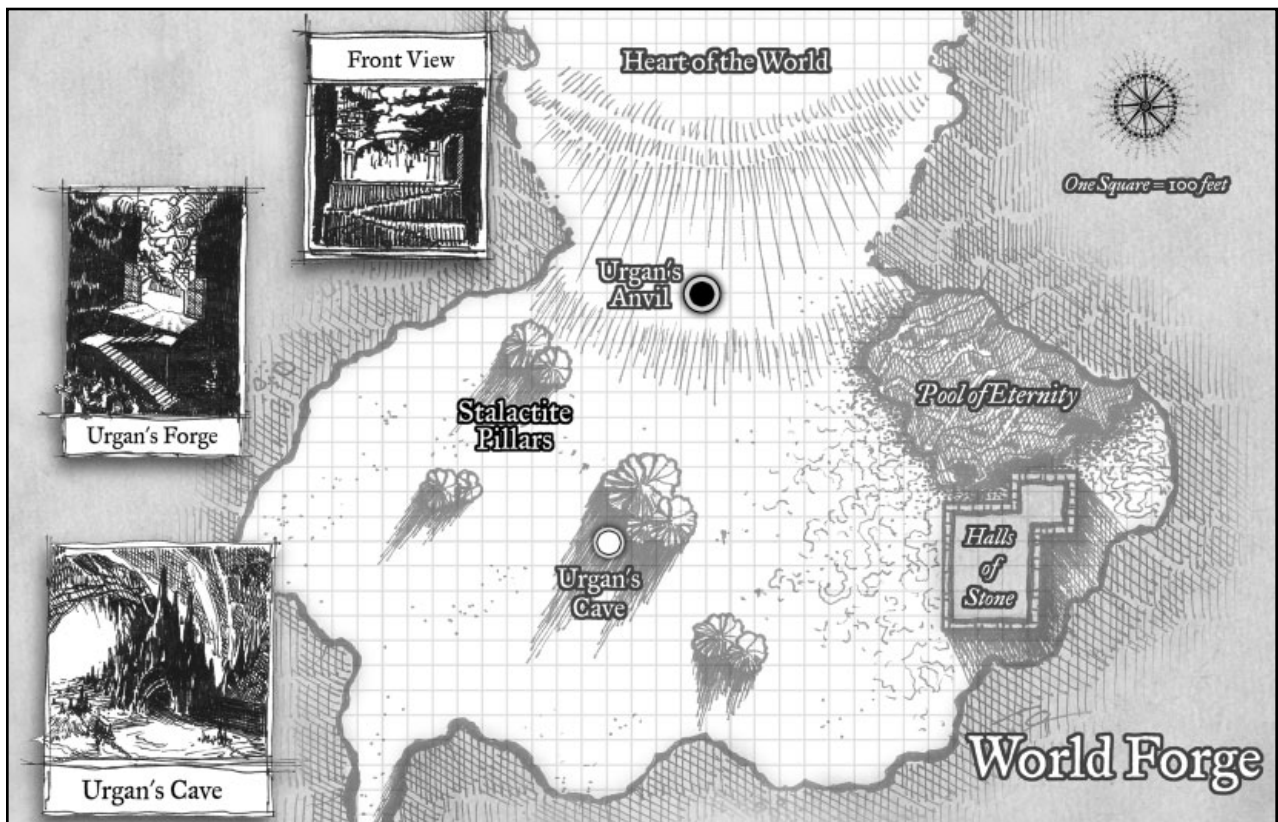 Front View
Heart of the World
One Square = 100 feet
Urgan's
Anvil
Urgan's Forge
Stalactite
Pillars
Pool of Eternity
Halls
of
Stone
Urgan's
Cave
Urgan's Cave
World Forge